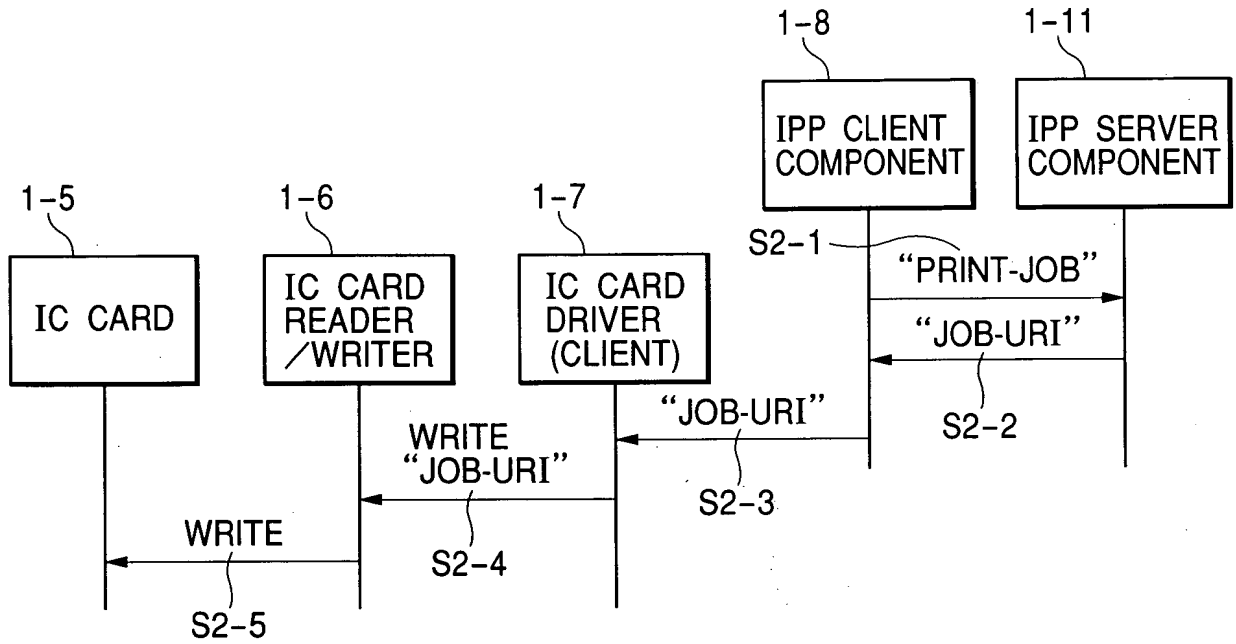 1-8
1-11
IPP CLIENT
COMPONENT
IPP SERVER
COMPONENT
1-5
1-6
1-7
IC CARD
IC CARD
READER
/WRITER
IC CARD
DRIVER
(CLIENT)
S2-1
“PRINT-JOB”
“JOB-URI”
S2-2
“JOB-URI”
S2-3
WRITE
“JOB-URI”
S2-4
WRITE
S2-5